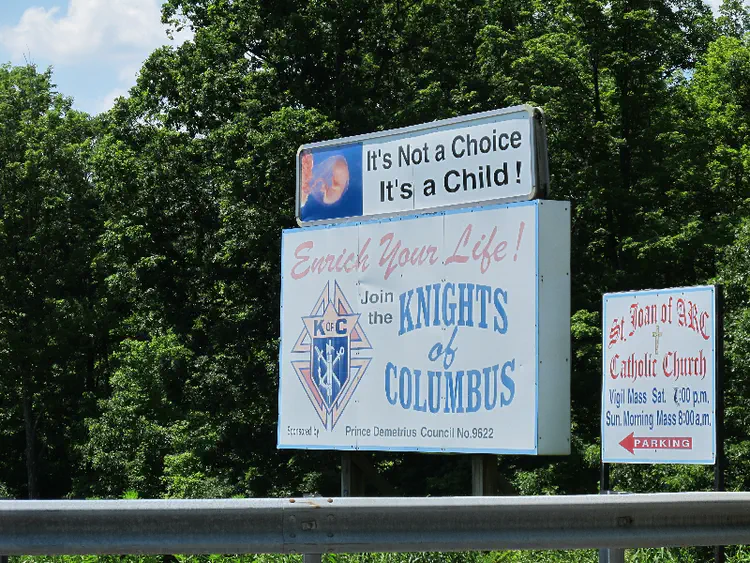 It's Not a Choice
It's a Child!
Enrich Your Life!
Join
the
KNIGHTS
of
COLUMBUS
K OF C
Sponsored by Prince Demetrius Council No.9622
St. Joan of ARC
Catholic Church
Vigil Mass Sat. 7:00 p.m.
Sun. Morning Mass 8:00 a.m.
PARKING